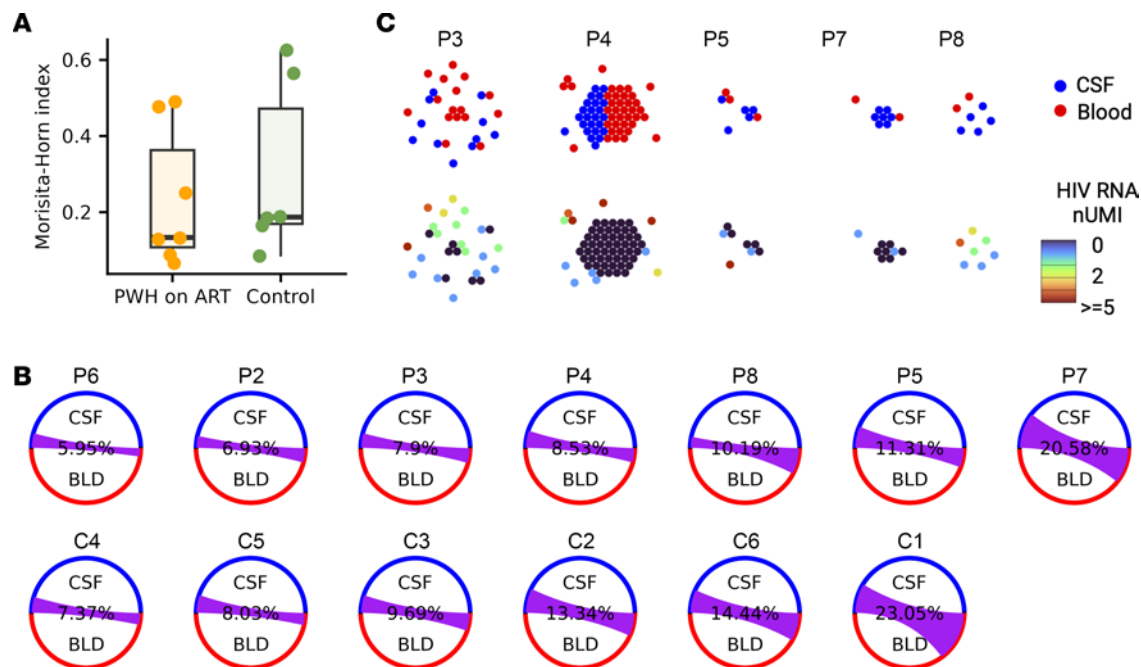 A
Morisita-Horn index
0.6
0.4
0.2
PWH on ART Control
C
P3 P4 P5 P7 P8
CSF
Blood
HIV RNA
nUMI
0
2
>=5
B
P6 P2 P3 P4 P8 P5 P7
CSF CSF CSF CSF CSF CSF CSF
5.95% 6.93% 7.9% 8.53% 10.19% 11.31% 20.58%
BLD BLD BLD BLD BLD BLD BLD
C4 C5 C3 C2 C6 C1
CSF CSF CSF CSF CSF CSF
7.37% 8.03% 9.69% 13.34% 14.44% 23.05%
BLD BLD BLD BLD BLD BLD